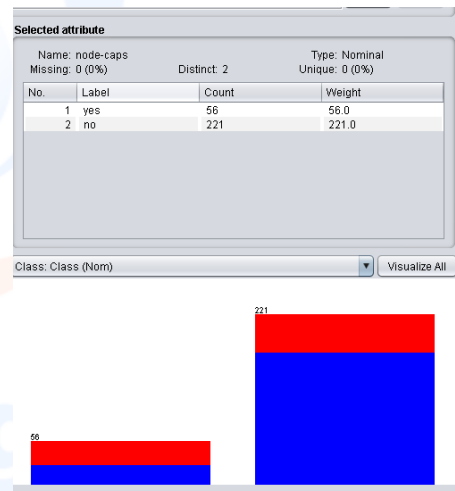 Selected attribute
Name: node-caps Type: Nominal
Missing: 0 (0%) Distinct: 2 Unique: 0 (0%)
No. Label Count Weight
1 yes 56 56.0
2 no 221 221.0
Class: Class (Nom) Visualize All
221
56